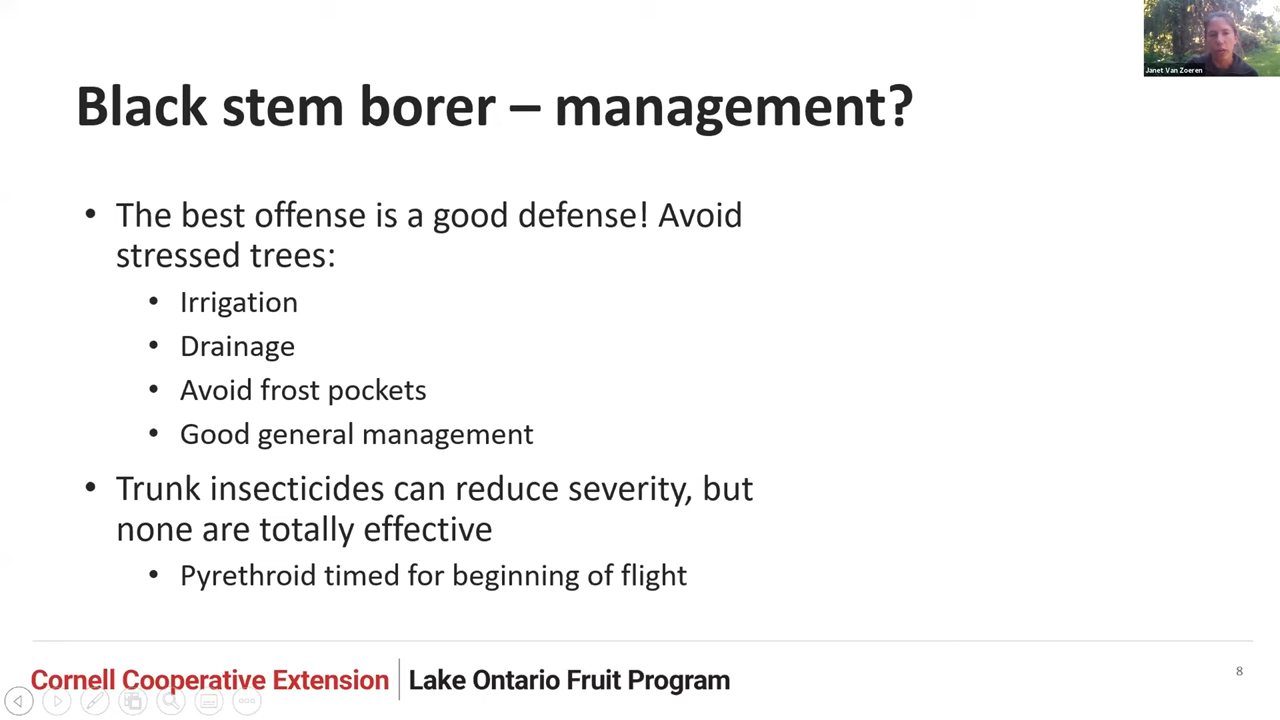 Janet Van Zoeren
Black stem borer – management?
• The best offense is a good defense! Avoid
stressed trees:
• Irrigation
• Drainage
• Avoid frost pockets
• Good general management
• Trunk insecticides can reduce severity, but
none are totally effective
• Pyrethroid timed for beginning of flight
Cornell Cooperative Extension | Lake Ontario Fruit Program
8